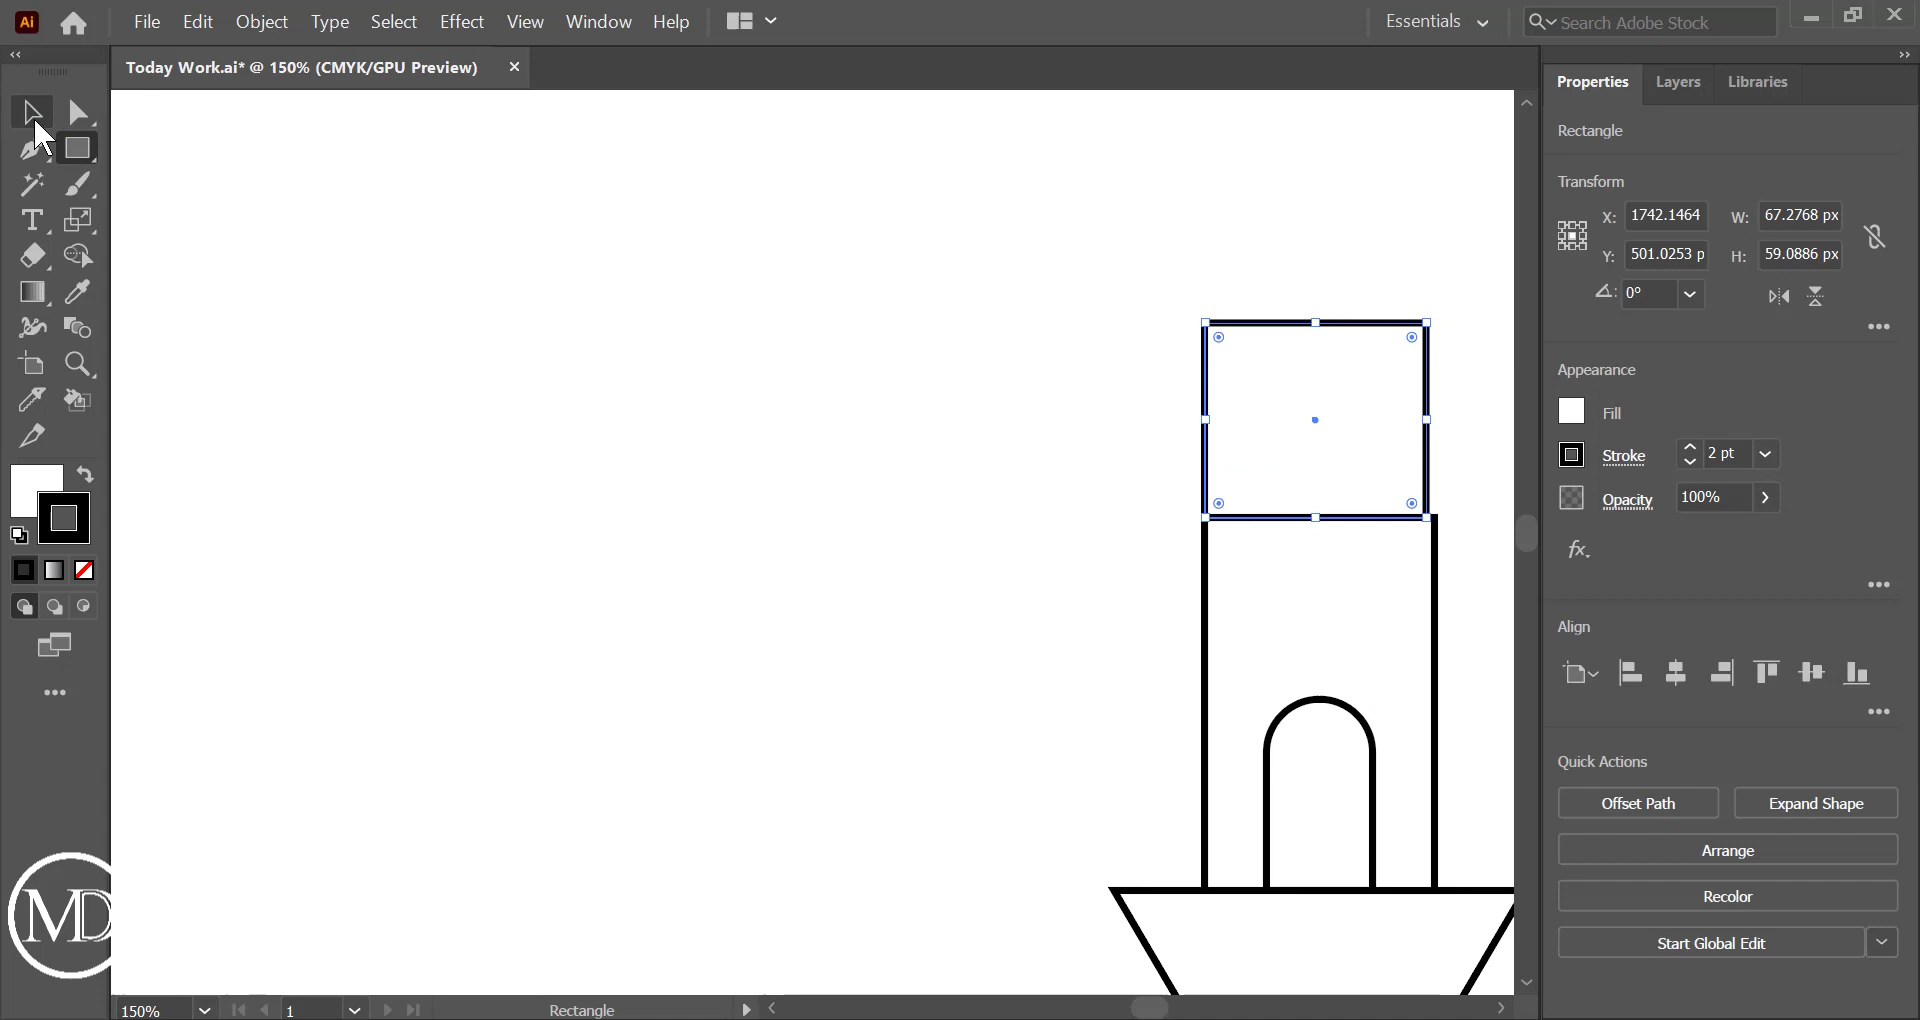 Ai File Edit Object Type Select Effect View Window Help Essentials Search Adobe Stock
Today Work.ai* @ 150% (CMYK/GPU Preview)
Properties Layers Libraries
Rectangle
Transform
X: 1742.1464 W: 67.2768 px
Y: 501.0253 p H: 59.0886 px
0°
Appearance
Fill
Stroke 2 pt
Opacity 100%
fx.
Align
Quick Actions
Offset Path Expand Shape
Arrange
Recolor
Start Global Edit
MD
150% 1 Rectangle